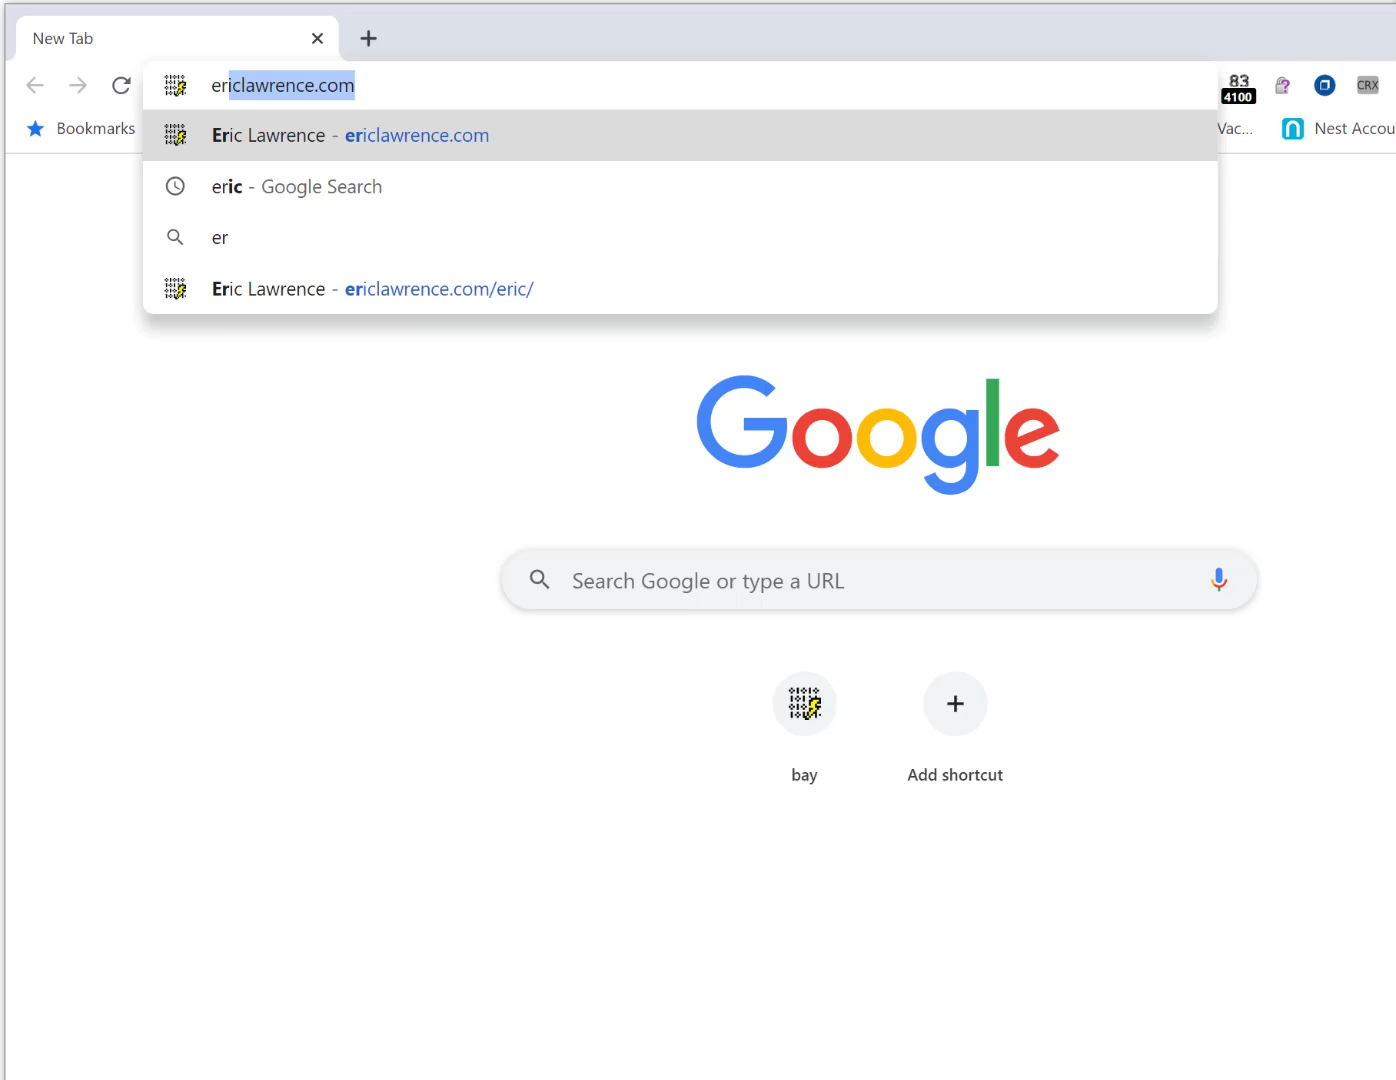 New Tab
ericlawrence.com
83
4100
CRX
Bookmarks
Eric Lawrence - ericlawrence.com
Vac...
Nest Accou
eric - Google Search
er
Eric Lawrence - ericlawrence.com/eric/
Google
Search Google or type a URL
bay
Add shortcut